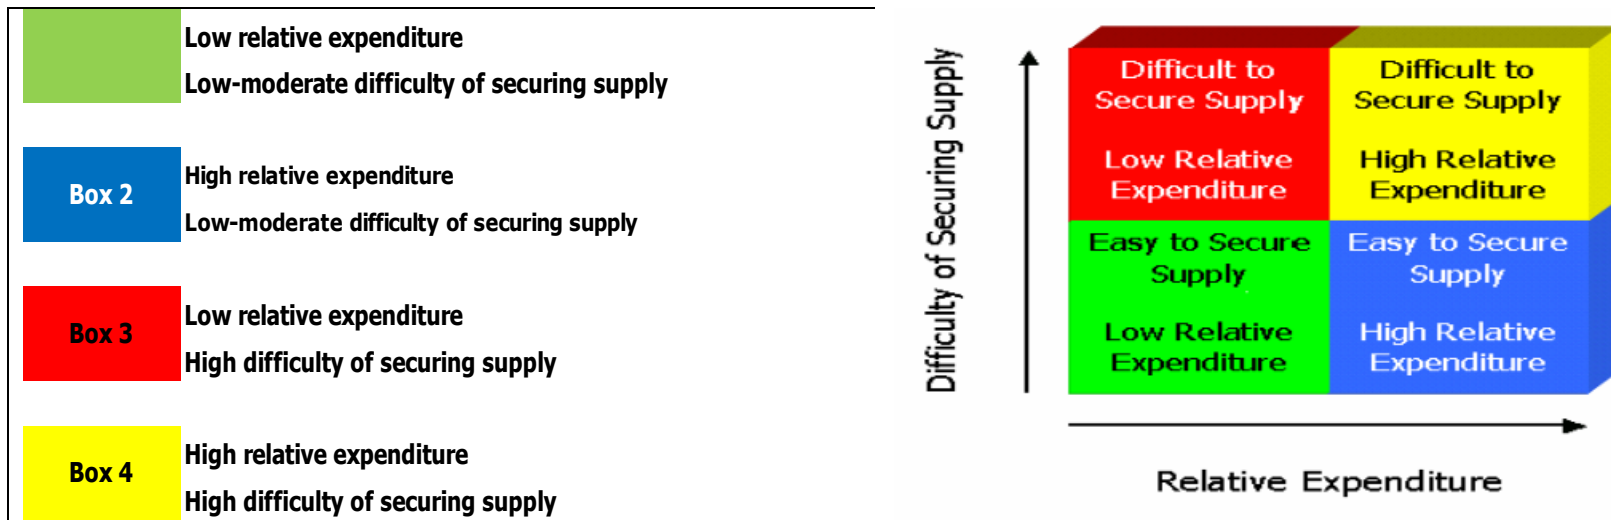 Low relative expenditure
Low-moderate difficulty of securing supply
Box 2
High relative expenditure
Low-moderate difficulty of securing supply
Box 3
Low relative expenditure
High difficulty of securing supply
Box 4
High relative expenditure
High difficulty of securing supply
Difficulty of Securing Supply
Difficult to
Secure Supply
Low Relative
Expenditure
Difficult to
Secure Supply
High Relative
Expenditure
Easy to Secure
Supply
Low Relative
Expenditure
Easy to Secure
Supply
High Relative
Expenditure
Relative Expenditure